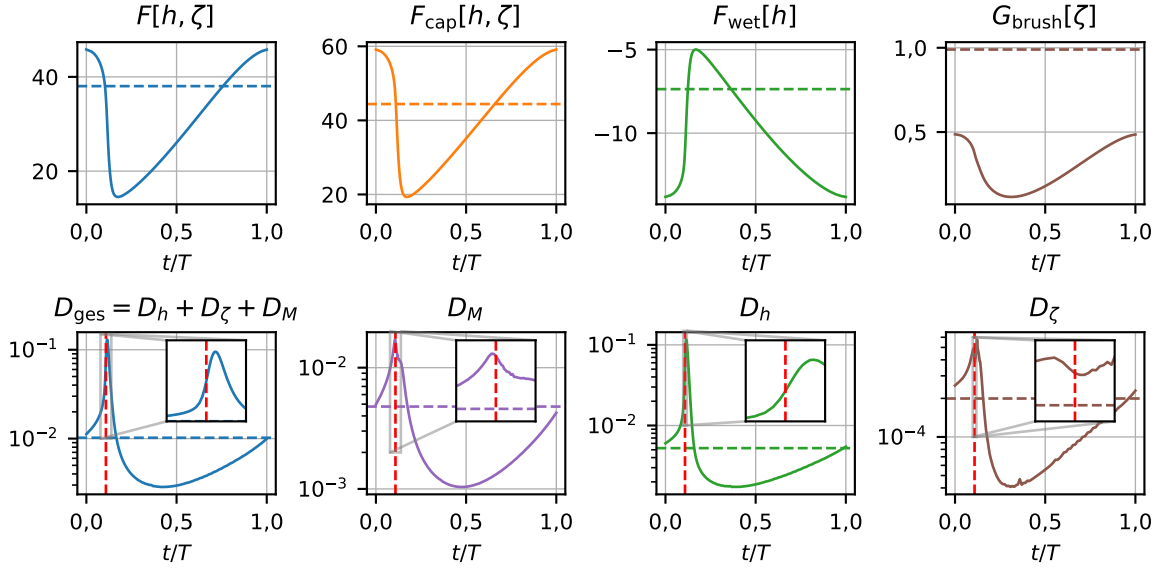 F[h, ζ]
F_cap[h, ζ]
F_wet[h]
G_brush[ζ]
40
20
0,0 0,5 1,0
t/T
60
50
40
30
20
0,0 0,5 1,0
t/T
−5
−10
0,0 0,5 1,0
t/T
1,0
0,5
0,0 0,5 1,0
t/T
D_ges = D_h + D_ζ + D_M
D_M
D_h
D_ζ
10⁻¹
10⁻²
0,0 0,5 1,0
t/T
10⁻²
10⁻³
0,0 0,5 1,0
t/T
10⁻¹
10⁻²
0,0 0,5 1,0
t/T
10⁻⁴
0,0 0,5 1,0
t/T